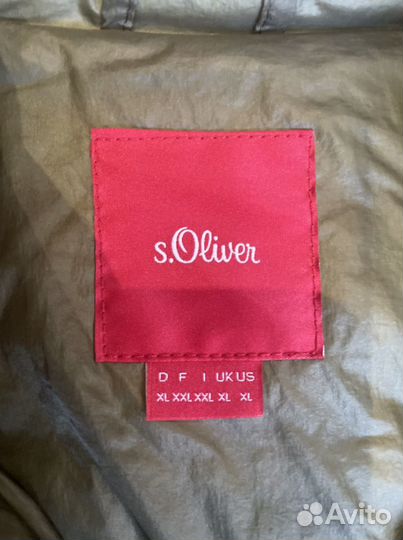 s.Oliver
D F I UK US
XL XXL XXL XL XL
Avito